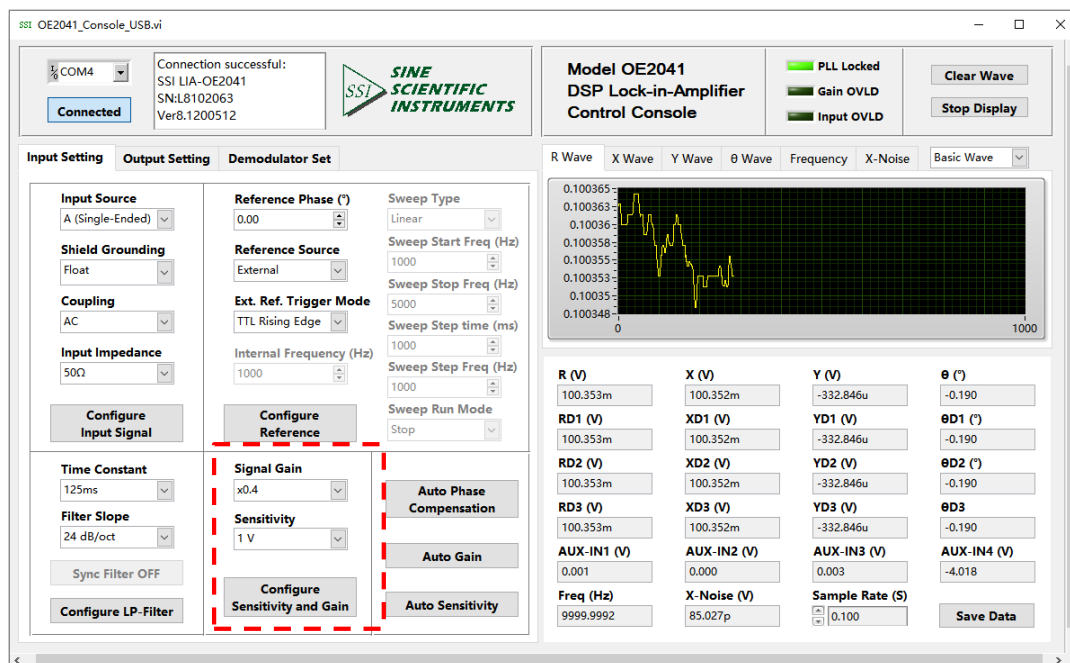 SSI OE2041_Console_USB.vi
COM4
Connected
Connection successful:
SSI LIA-OE2041
SN:L8102063
Ver8.1200512
SSI
SINE
SCIENTIFIC
INSTRUMENTS
Model OE2041
DSP Lock-in-Amplifier
Control Console
PLL Locked
Gain OVLD
Input OVLD
Clear Wave
Stop Display
Input Setting
Output Setting
Demodulator Set
Input Source
A (Single-Ended)
Shield Grounding
Float
Coupling
AC
Input Impedance
50Ω
Configure
Input Signal
Reference Phase (°)
0.00
Reference Source
External
Ext. Ref. Trigger Mode
TTL Rising Edge
Internal Frequency (Hz)
1000
Configure
Reference
Sweep Type
Linear
Sweep Start Freq (Hz)
1000
Sweep Stop Freq (Hz)
5000
Sweep Step time (ms)
1000
Sweep Step Freq (Hz)
1000
Sweep Run Mode
Stop
Time Constant
125ms
Filter Slope
24 dB/oct
Sync Filter OFF
Configure LP-Filter
Signal Gain
x0.4
Sensitivity
1 V
Configure
Sensitivity and Gain
Auto Phase
Compensation
Auto Gain
Auto Sensitivity
R Wave
X Wave
Y Wave
θ Wave
Frequency
X-Noise
Basic Wave
0.100365
0.100363
0.10036
0.100358
0.100355
0.100353
0.10035
0.100348
0
1000
R (V) X (V) Y (V) θ (°)
100.353m 100.352m -332.846u -0.190
RD1 (V) XD1 (V) YD1 (V) θD1 (°)
100.353m 100.352m -332.846u -0.190
RD2 (V) XD2 (V) YD2 (V) θD2 (°)
100.353m 100.352m -332.846u -0.190
RD3 (V) XD3 (V) YD3 (V) θD3
100.353m 100.352m -332.846u -0.190
AUX-IN1 (V) AUX-IN2 (V) AUX-IN3 (V) AUX-IN4 (V)
0.001 0.000 0.003 -4.018
Freq (Hz) X-Noise (V) Sample Rate (S)
9999.9992 85.027p 0.100 Save Data